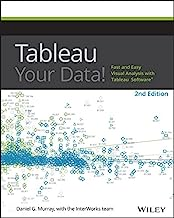 Tableau
Your Data!
Fast and Easy
Visual Analysis with
Tableau Software®
2nd Edition
Daniel G. Murray, with the InterWorks team
WILEY